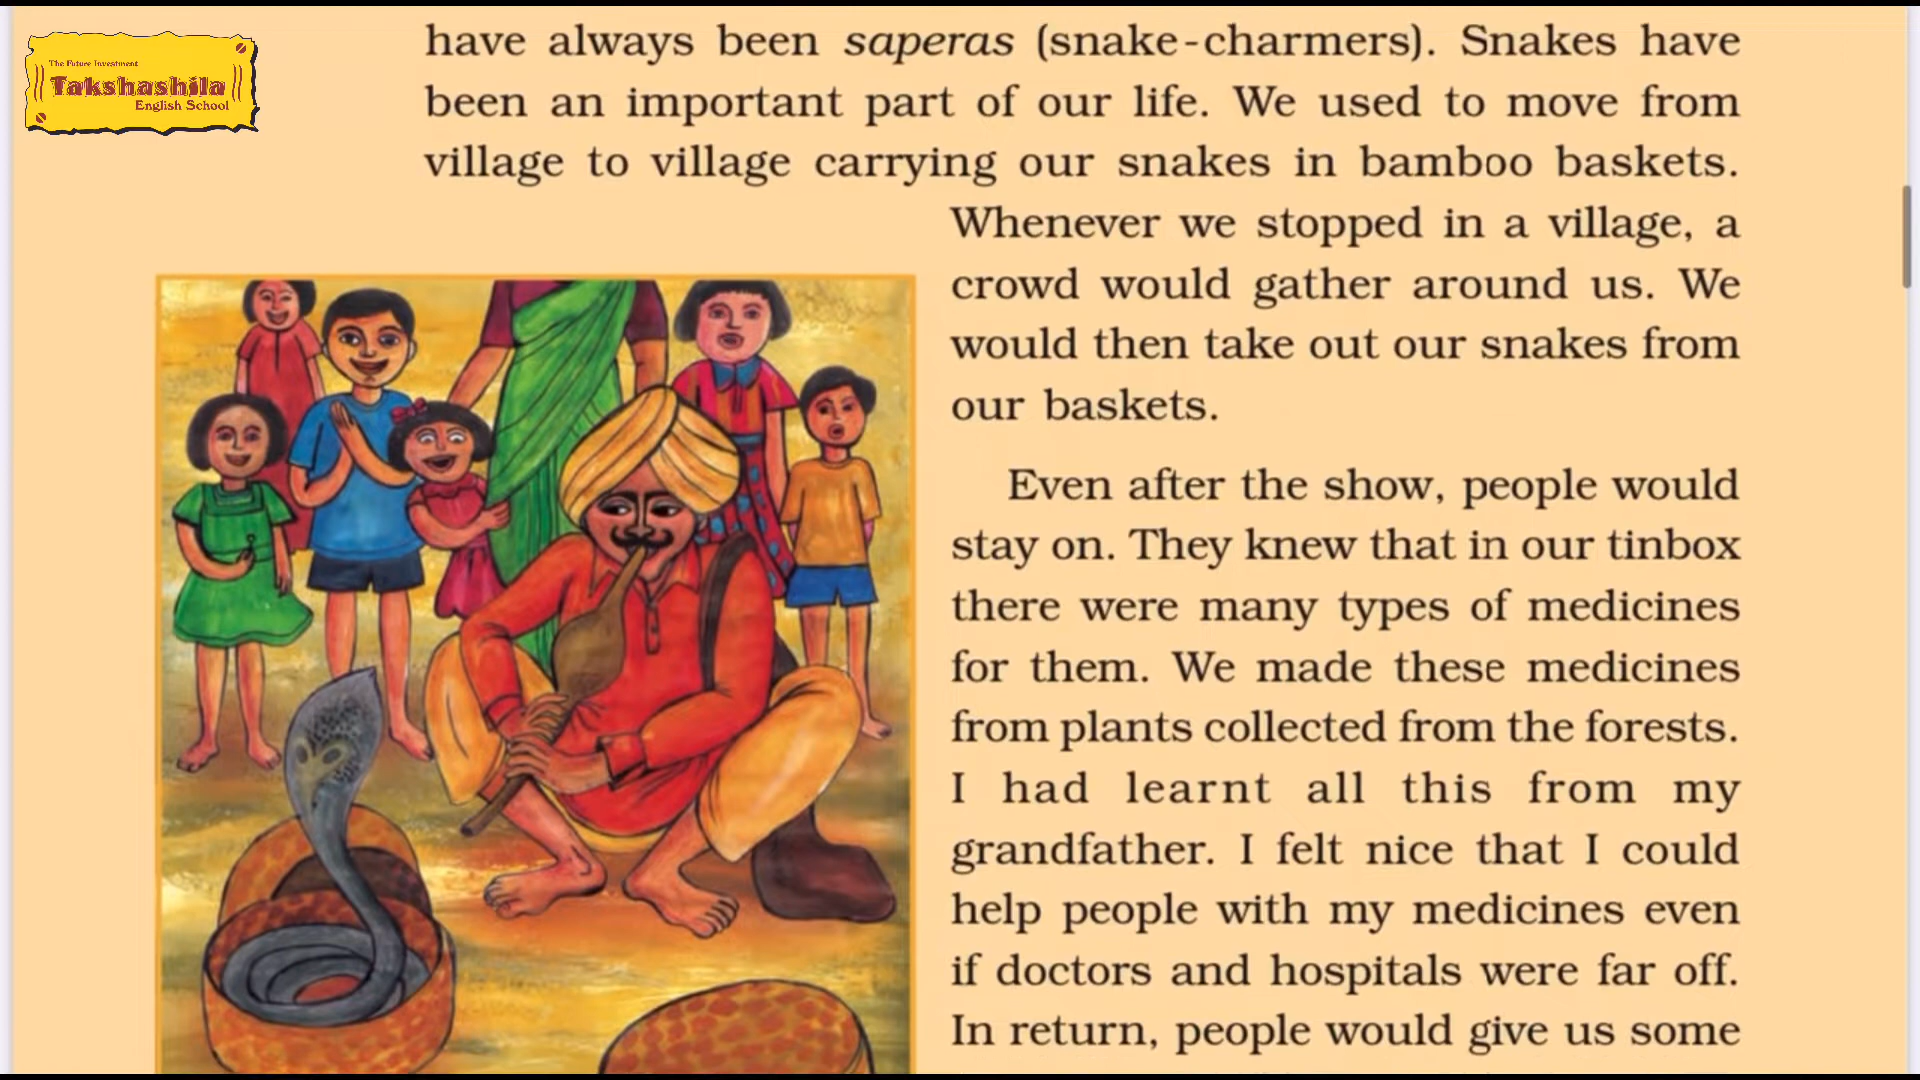 The Future Investment
Takshashila
English School
have always been saperas (snake-charmers). Snakes have
been an important part of our life. We used to move from
village to village carrying our snakes in bamboo baskets.
Whenever we stopped in a village, a
crowd would gather around us. We
would then take out our snakes from
our baskets.
Even after the show, people would
stay on. They knew that in our tinbox
there were many types of medicines
for them. We made these medicines
from plants collected from the forests.
I had learnt all this from my
grandfather. I felt nice that I could
help people with my medicines even
if doctors and hospitals were far off.
In return, people would give us some